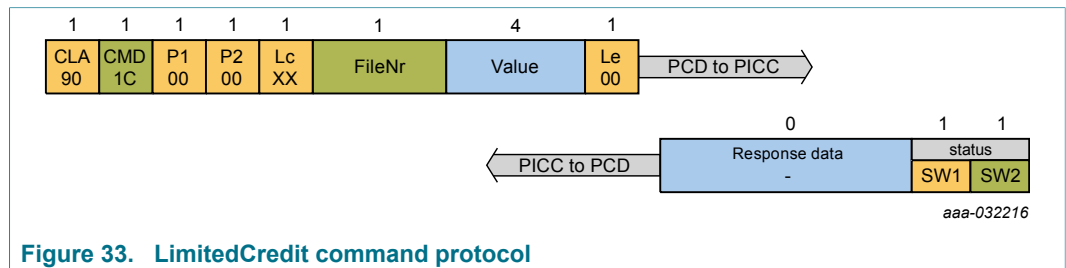 1 1 1 1 1 1 4 1
CLA CMD P1 P2 Lc FileNr Value Le PCD to PICC
90 1C 00 00 XX 00
0 1 1
PICC to PCD Response data status
- SW1 SW2
aaa-032216
Figure 33. LimitedCredit command protocol